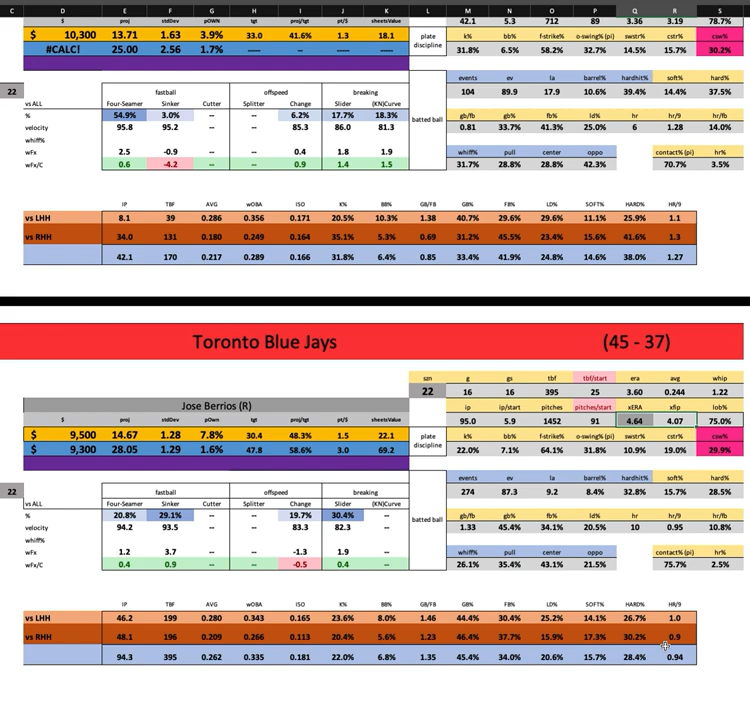 C D E F G H I J K L M N O P Q R S
$ proj stdDev pOWN tgt proj/tgt pt/$ sheetsValue 42.1 5.3 712 89 3.36 3.19 78.7%
$ 10,300 13.71 1.63 3.9% 33.0 41.6% 1.3 18.1 plate discipline k% bb% f-strike% o-swing% (pi) swstr% cstr% csw%
#CALC! 25.00 2.56 1.7% ---- -- ---- 31.8% 6.5% 58.2% 32.7% 14.5% 15.7% 30.2%
events ev la barrel% hardhit% soft% hard%
22 fastball offspeed breaking 104 89.9 17.9 10.6% 39.4% 14.4% 37.5%
vs ALL Four-Seamer Sinker Cutter Splitter Change Slider (KN)Curve
% 54.9% 3.0% -- -- 6.2% 17.7% 18.3% batted ball gb/fb gb% fb% ld% hr hr/9 hr/fb
velocity 95.8 95.2 -- -- 85.3 86.0 81.3 0.81 33.7% 41.3% 25.0% 6 1.28 14.0%
whiff%
wFx 2.5 -0.9 0.4 1.8 1.9 whiff% pull center oppo contact% (pi) hr%
wFx/C 0.6 -4.2 -- -- 0.9 1.4 1.5 31.7% 28.8% 28.8% 42.3% 70.7% 3.5%
IP TBF AVG wOBA ISO K% BB% GB/FB GB% FB% LD% SOFT% HARD% HR/9
vs LHH 8.1 39 0.286 0.356 0.171 20.5% 10.3% 1.38 40.7% 29.6% 29.6% 11.1% 25.9% 1.1
vs RHH 34.0 131 0.180 0.249 0.164 35.1% 5.3% 0.69 31.2% 45.5% 23.4% 15.6% 41.6% 1.3
42.1 170 0.217 0.289 0.166 31.8% 6.4% 0.85 33.4% 41.9% 24.8% 14.6% 38.0% 1.27
Toronto Blue Jays (45 - 37)
szn g gs tbf tbf/start era avg whip
22 16 16 395 25 3.60 0.244 1.22
Jose Berrios (R) ip ip/start pitches pitches/start xERA xfip lob%
$ proj stdDev pOwn tgt proj/tgt pt/$ sheetsValue 95.0 5.9 1452 91 4.64 4.07 75.0%
$ 9,500 14.67 1.28 7.8% 30.4 48.3% 1.5 22.1 plate discipline k% bb% f-strike% o-swing% (pi) swstr% cstr% csw%
$ 9,300 28.05 1.29 1.6% 47.8 58.6% 3.0 69.2 22.0% 7.1% 64.1% 31.8% 10.9% 19.0% 29.9%
events ev la barrel% hardhit% soft% hard%
22 fastball offspeed breaking 274 87.3 9.2 8.4% 32.8% 15.7% 28.5%
vs ALL Four-Seamer Sinker Cutter Splitter Change Slider (KN)Curve
% 20.8% 29.1% -- -- 19.7% 30.4% -- batted ball gb/fb gb% fb% ld% hr hr/9 hr/fb
velocity 94.2 93.5 -- -- 83.3 82.3 -- 1.33 45.4% 34.1% 20.5% 10 0.95 10.8%
whiff%
wFx 1.2 3.7 -1.3 1.9 whiff% pull center oppo contact% (pi) hr%
wFx/C 0.4 0.9 -- -- -0.5 0.4 -- 26.1% 35.4% 43.1% 21.5% 75.7% 2.5%
IP TBF AVG wOBA ISO K% BB% GB/FB GB% FB% LD% SOFT% HARD% HR/9
vs LHH 46.2 199 0.280 0.343 0.165 23.6% 8.0% 1.46 44.4% 30.4% 25.2% 14.1% 26.7% 1.0
vs RHH 48.1 196 0.209 0.266 0.113 20.4% 5.6% 1.23 46.4% 37.7% 15.9% 17.3% 30.2% 0.9
94.3 395 0.262 0.335 0.181 22.0% 6.8% 1.35 45.4% 34.0% 20.6% 15.7% 28.4% 0.94